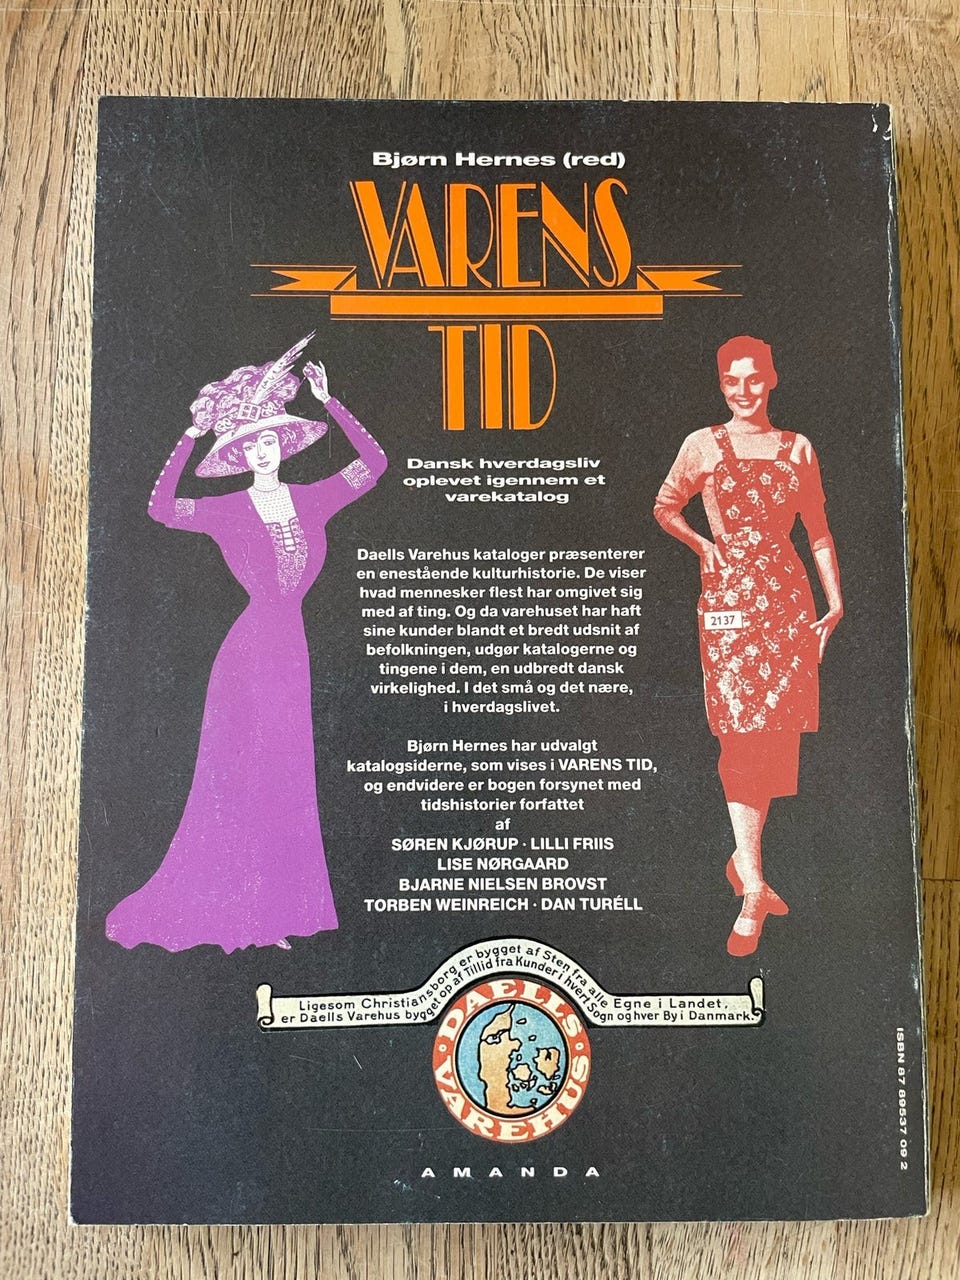 Bjørn Hernes (red)
VARENS
TID
Dansk hverdagsliv
oplevet igennem et
varekatalog
Daells Varehus kataloger præsenterer
en enestående kulturhistorie. De viser
hvad mennesker flest har omgivet sig
med af ting. Og da varehuset har haft
sine kunder blandt et bredt udsnit af
befolkningen, udgør katalogerne og
tingene i dem, en udbredt dansk
virkelighed. I det små og det nære,
i hverdagslivet.
2137
Bjørn Hernes har udvalgt
katalogsiderne, som vises i VARENS TID,
og endvidere er bogen forsynet med
tidshistorier forfattet
af
SØREN KJØRUP · LILLI FRIIS
LISE NØRGAARD
BJARNE NIELSEN BROVST
TORBEN WEINREICH · DAN TURÉLL
Ligesom Christiansborg er bygget af Sten fra alle Egne i Landet,
er Daells Varehus bygget op af Tillid fra Kunder i hvert Sogn og hver By i Danmark.
DAELLS
VAREHUS
AMANDA
ISBN 87 89537 09 2